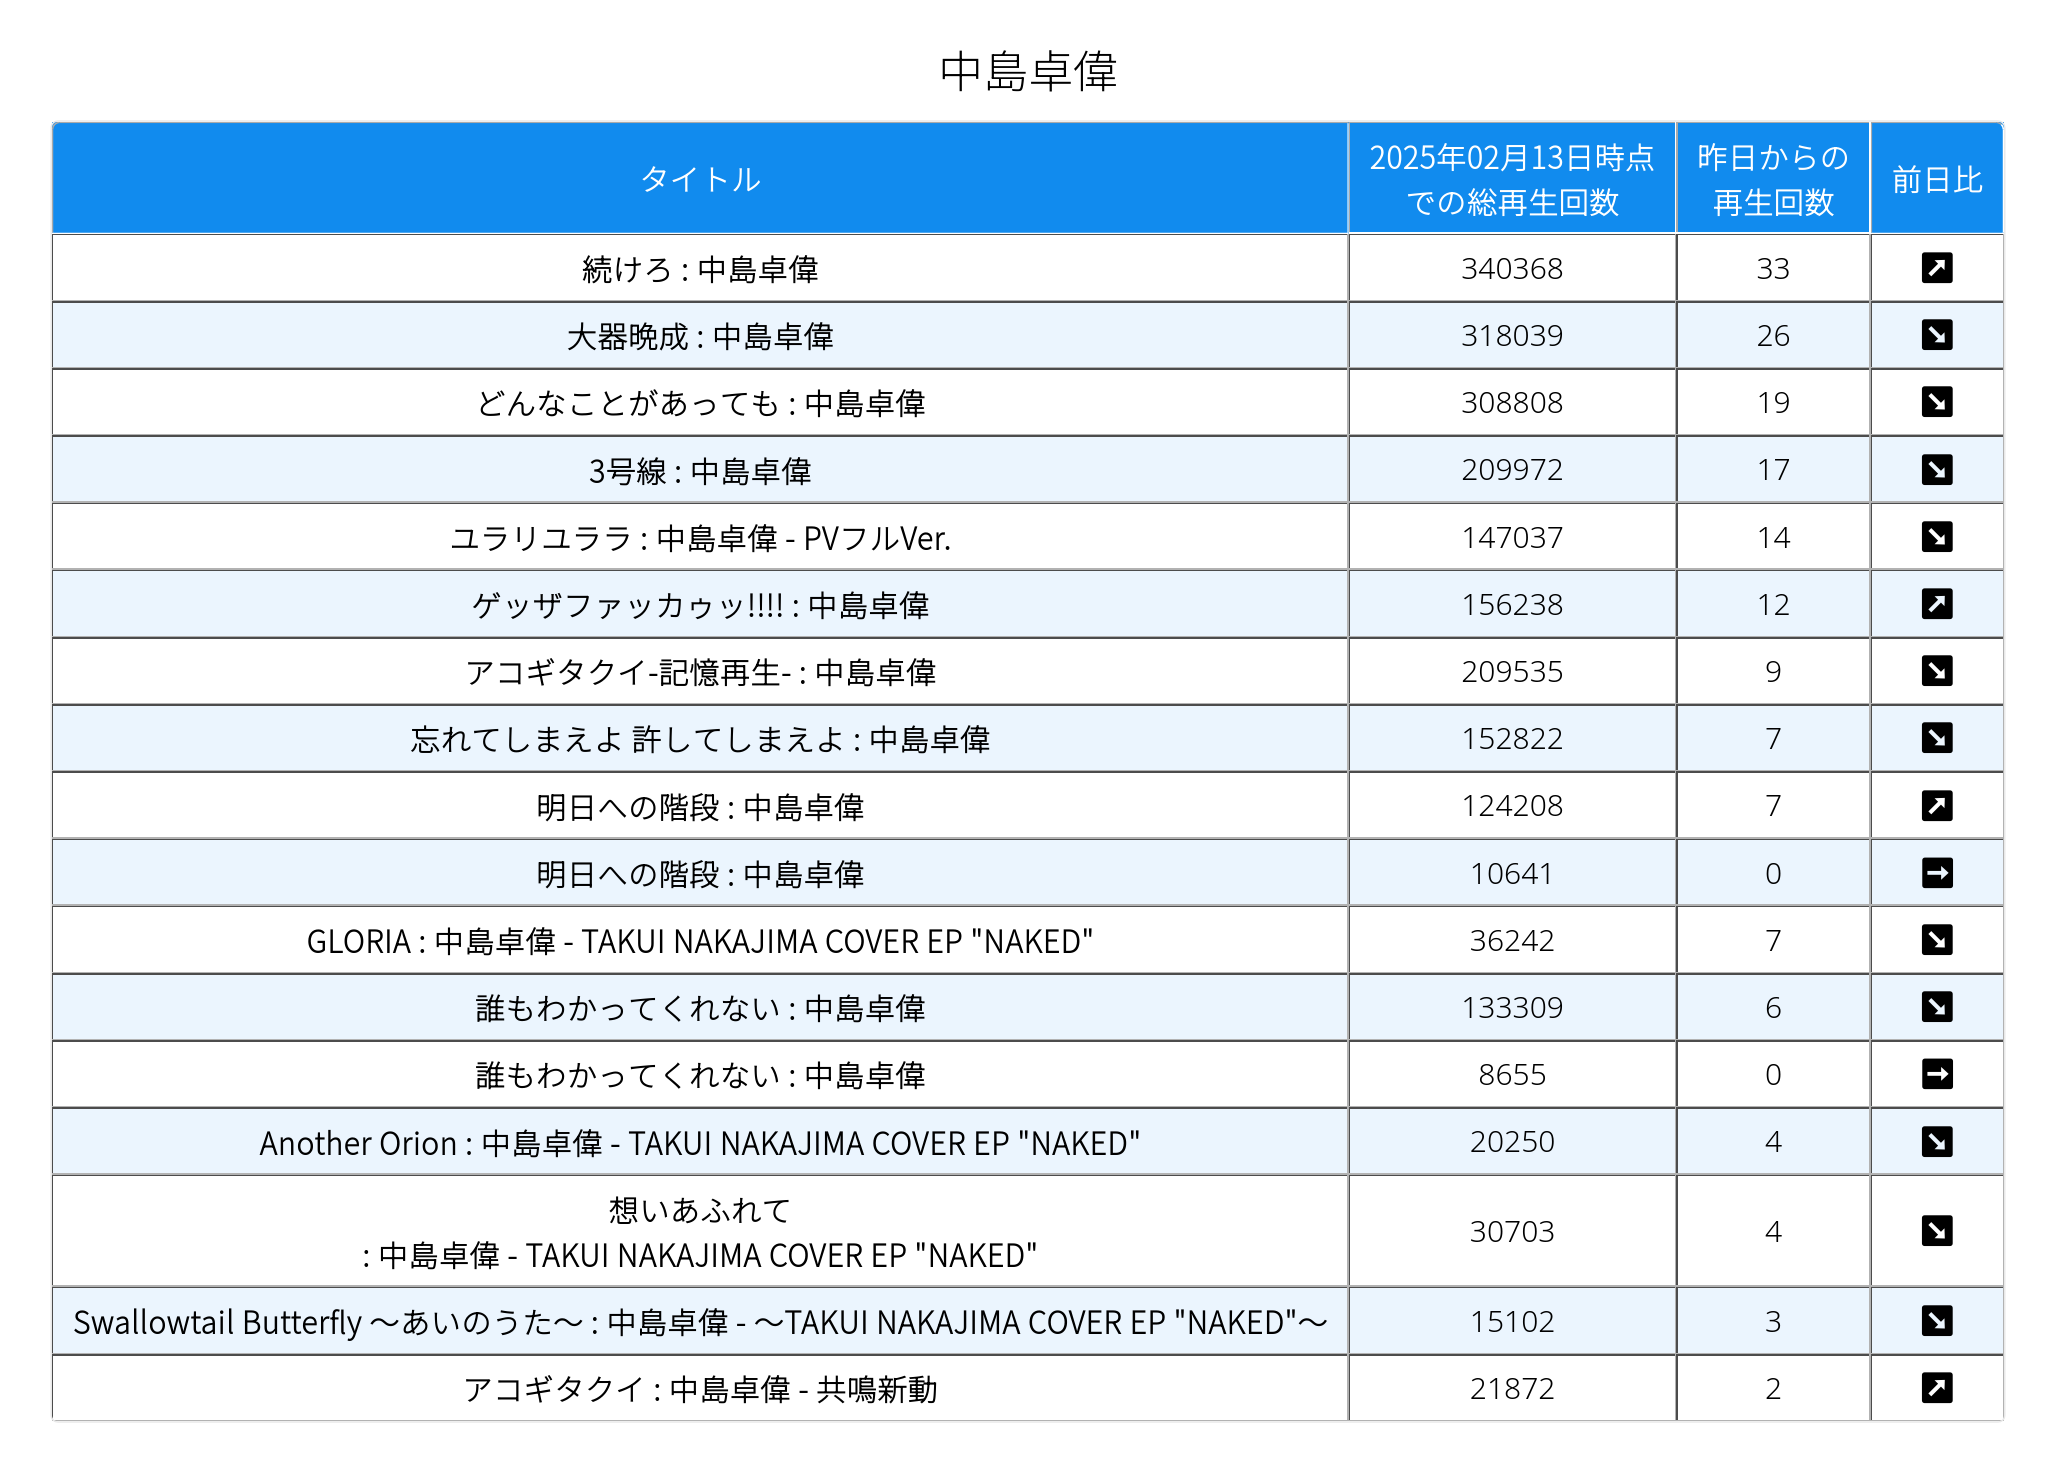 中島卓偉
タイトル 2025年02月13日時点 昨日からの 前日比
での総再生回数 再生回数
続けろ : 中島卓偉 340368 33 ↗
大器晩成 : 中島卓偉 318039 26 ↘
どんなことがあっても : 中島卓偉 308808 19 ↘
3号線 : 中島卓偉 209972 17 ↘
ユラリユララ : 中島卓偉 - PVフルVer. 147037 14 ↘
ゲッザファッカゥッ!!!! : 中島卓偉 156238 12 ↗
アコギタクイ-記憶再生- : 中島卓偉 209535 9 ↘
忘れてしまえよ 許してしまえよ : 中島卓偉 152822 7 ↘
明日への階段 : 中島卓偉 124208 7 ↗
明日への階段 : 中島卓偉 10641 0 →
GLORIA : 中島卓偉 - TAKUI NAKAJIMA COVER EP "NAKED" 36242 7 ↘
誰もわかってくれない : 中島卓偉 133309 6 ↘
誰もわかってくれない : 中島卓偉 8655 0 →
Another Orion : 中島卓偉 - TAKUI NAKAJIMA COVER EP "NAKED" 20250 4 ↘
想いあふれて
: 中島卓偉 - TAKUI NAKAJIMA COVER EP "NAKED" 30703 4 ↘
Swallowtail Butterfly ～あいのうた～ : 中島卓偉 - ～TAKUI NAKAJIMA COVER EP "NAKED"～ 15102 3 ↘
アコギタクイ : 中島卓偉 - 共鳴新動 21872 2 ↗